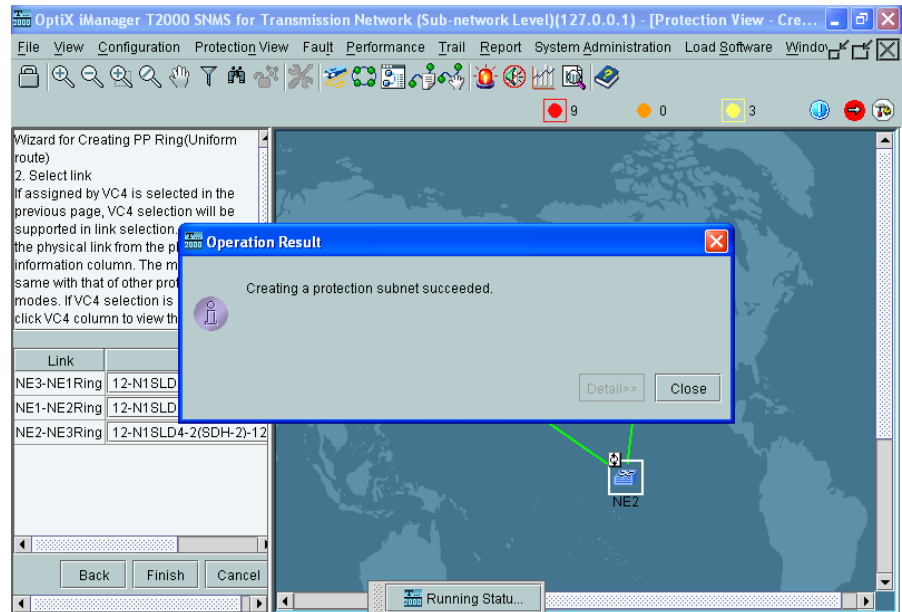 OptiX iManager T2000 SNMS for Transmission Network (Sub-network Level)(127.0.0.1) - [Protection View - Cre...
File View Configuration Protection View Fault Performance Trail Report System Administration Load Software Windo
9 0 3
Wizard for Creating PP Ring(Uniform
route)
2. Select link
If assigned by VC4 is selected in the
previous page, VC4 selection will be
supported in link selection.
the physical link from the p
information column. The m
same with that of other pro
modes. If VC4 selection is
click VC4 column to view th
T...
2000 Operation Result
Creating a protection subnet succeeded.
Detail>> Close
Link
NE3-NE1Ring 12-N1SLD
NE1-NE2Ring 12-N1SLD
NE2-NE3Ring 12-N1SLD4-2(SDH-2)-12
NE2
Back Finish Cancel
T...
2000 Running Statu...